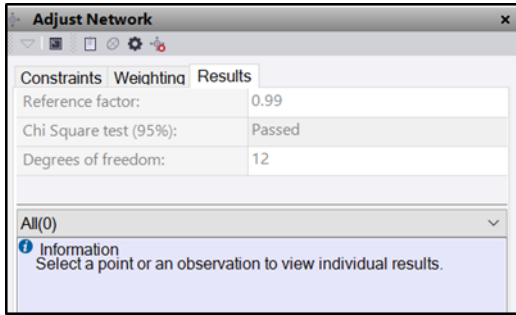 Adjust Network
Constraints Weighting Results
Reference factor: 0.99
Chi Square test (95%): Passed
Degrees of freedom: 12
All(0)
Information
Select a point or an observation to view individual results.